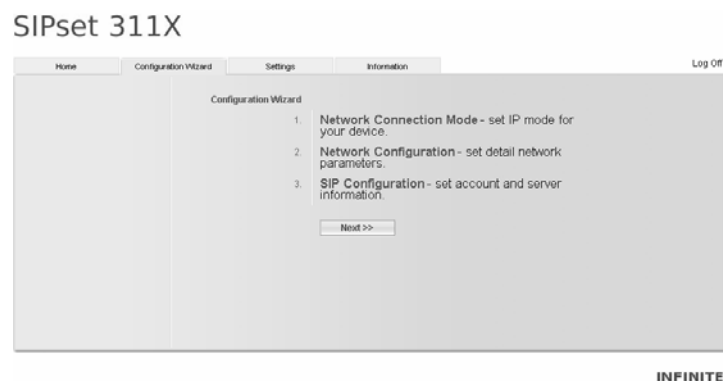 SIPset 311X
Home Configuration Wizard Settings Information Log Off
Configuration Wizard
1. Network Connection Mode - set IP mode for
your device.
2. Network Configuration - set detail network
parameters.
3. SIP Configuration - set account and server
information.
Next >>
INFINITE